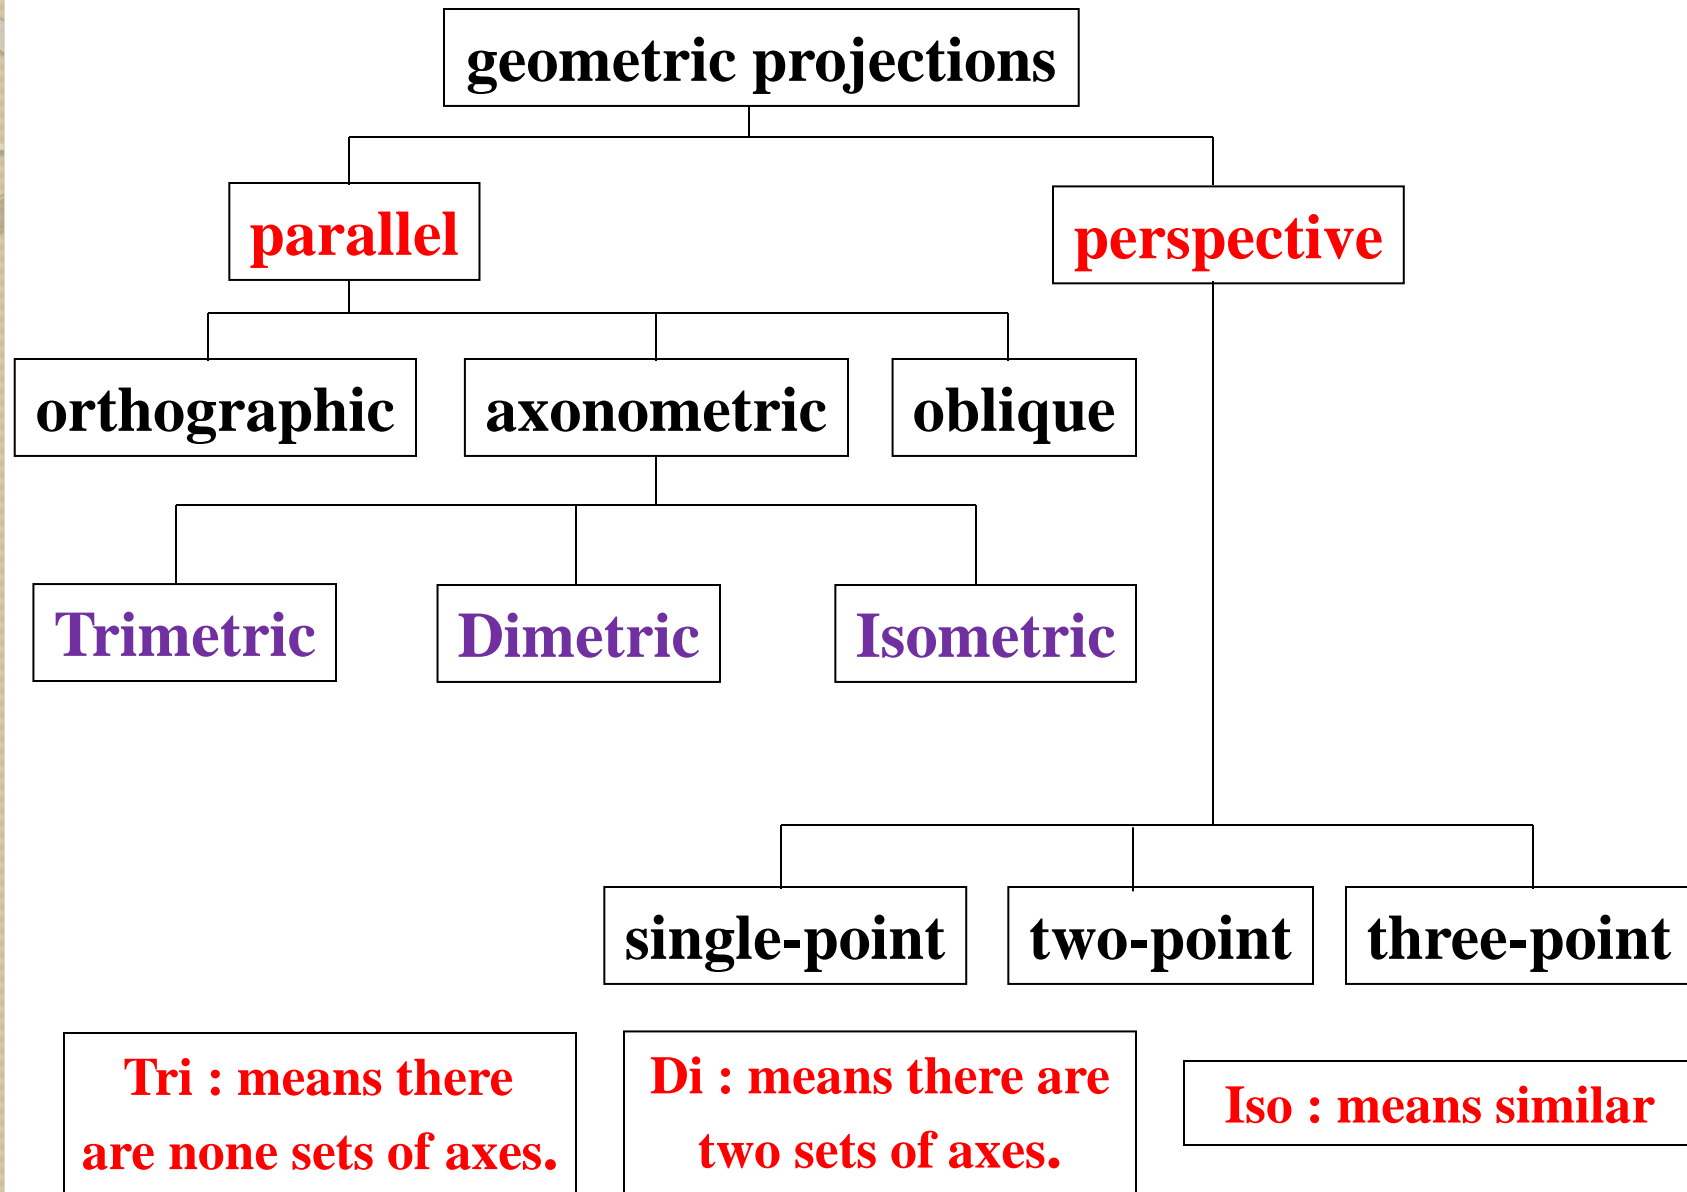 geometric projections
parallel
perspective
orthographic
axonometric
oblique
Trimetric
Dimetric
Isometric
single-point
two-point
three-point
Tri : means there
are none sets of axes.
Di : means there are
two sets of axes.
Iso : means similar